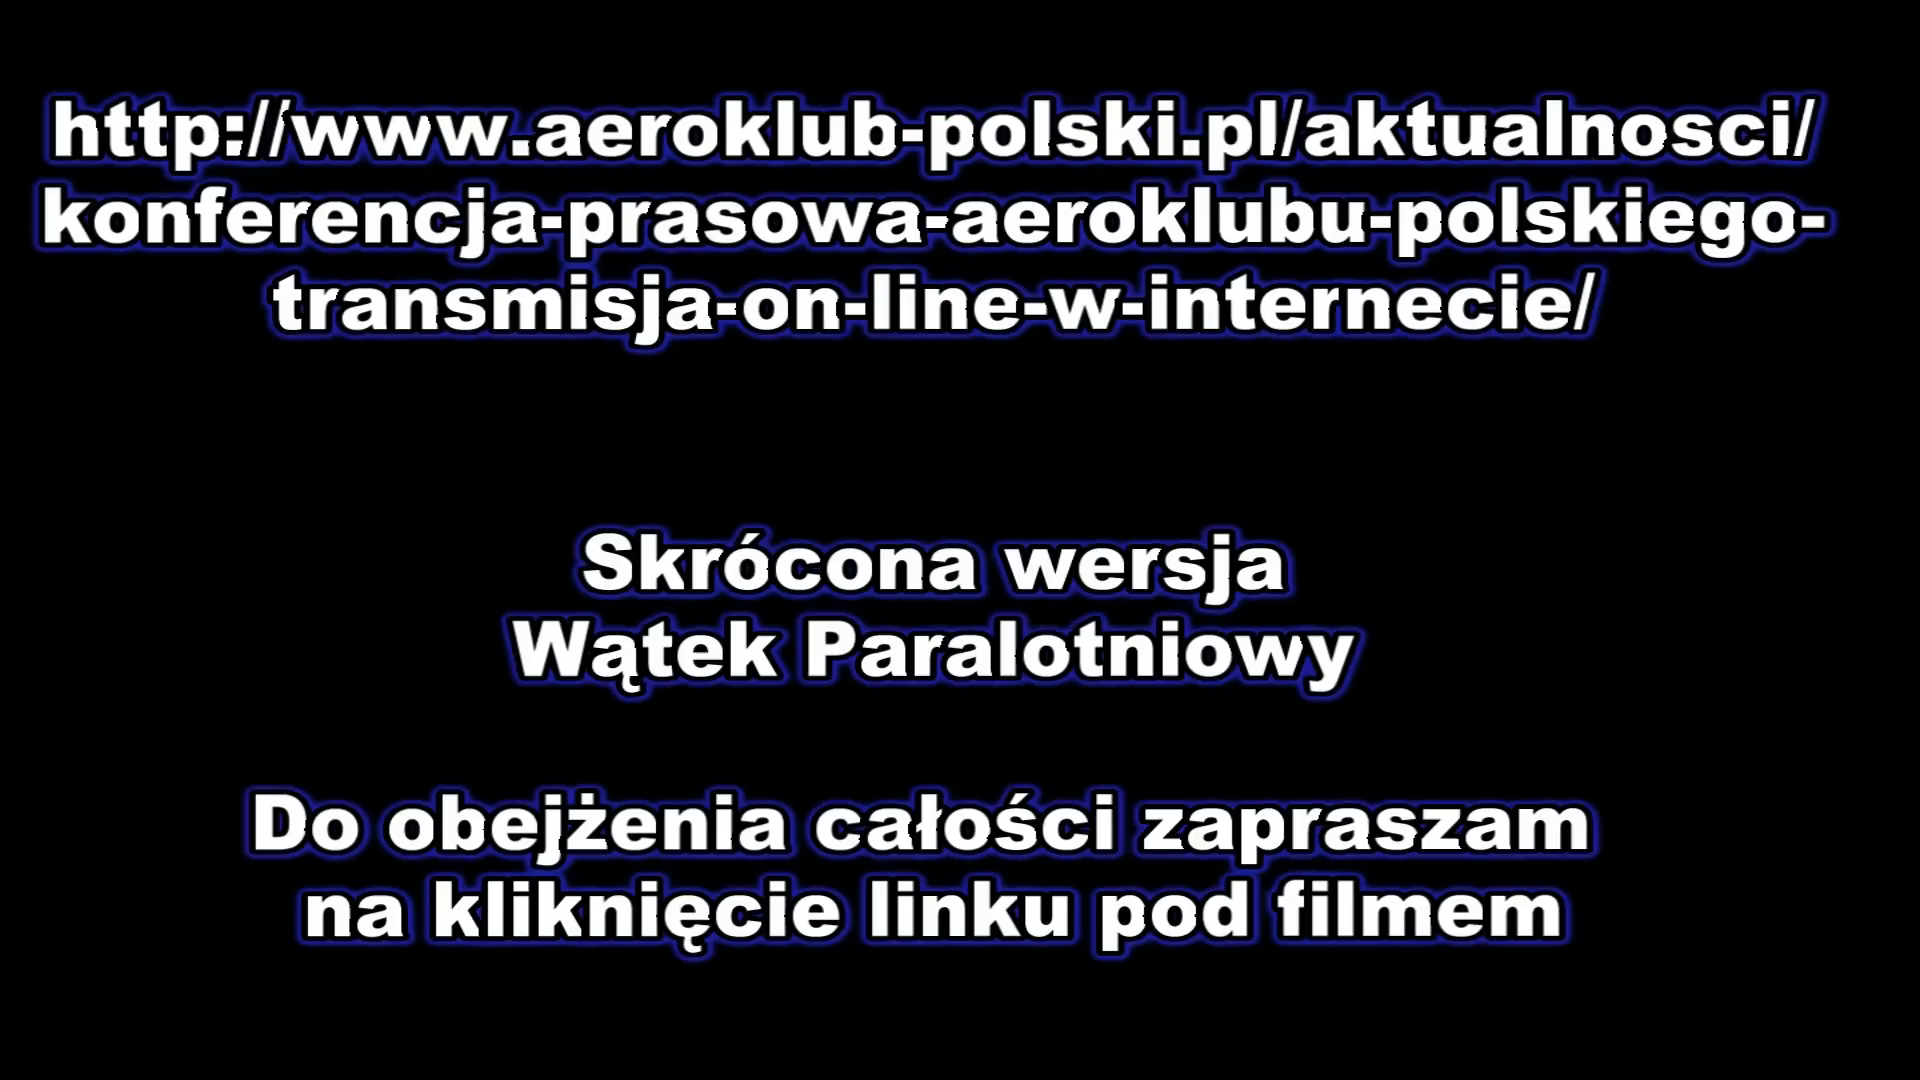 http://www.aeroklub-polski.pl/aktualnosci/
konferencja-prasowa-aeroklubu-polskiego-
transmisja-on-line-w-internecie/
Skrócona wersja
Wątek Paralotniowy
Do obejżenia całości zapraszam
na kliknięcie linku pod filmem